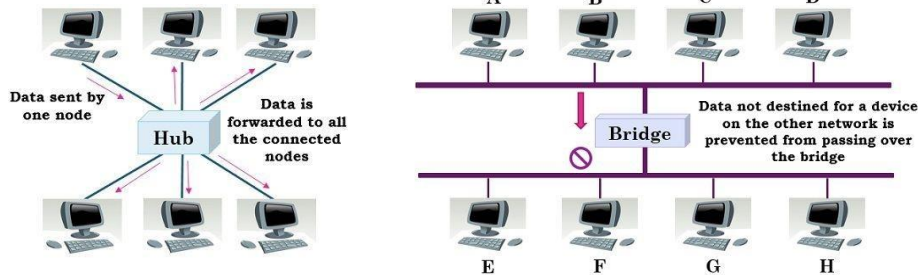 A B C D
Data sent by
one node
Hub
Data is
forwarded to all
the connected
nodes
Bridge
Data not destined for a device
on the other network is
prevented from passing over
the bridge
E F G H